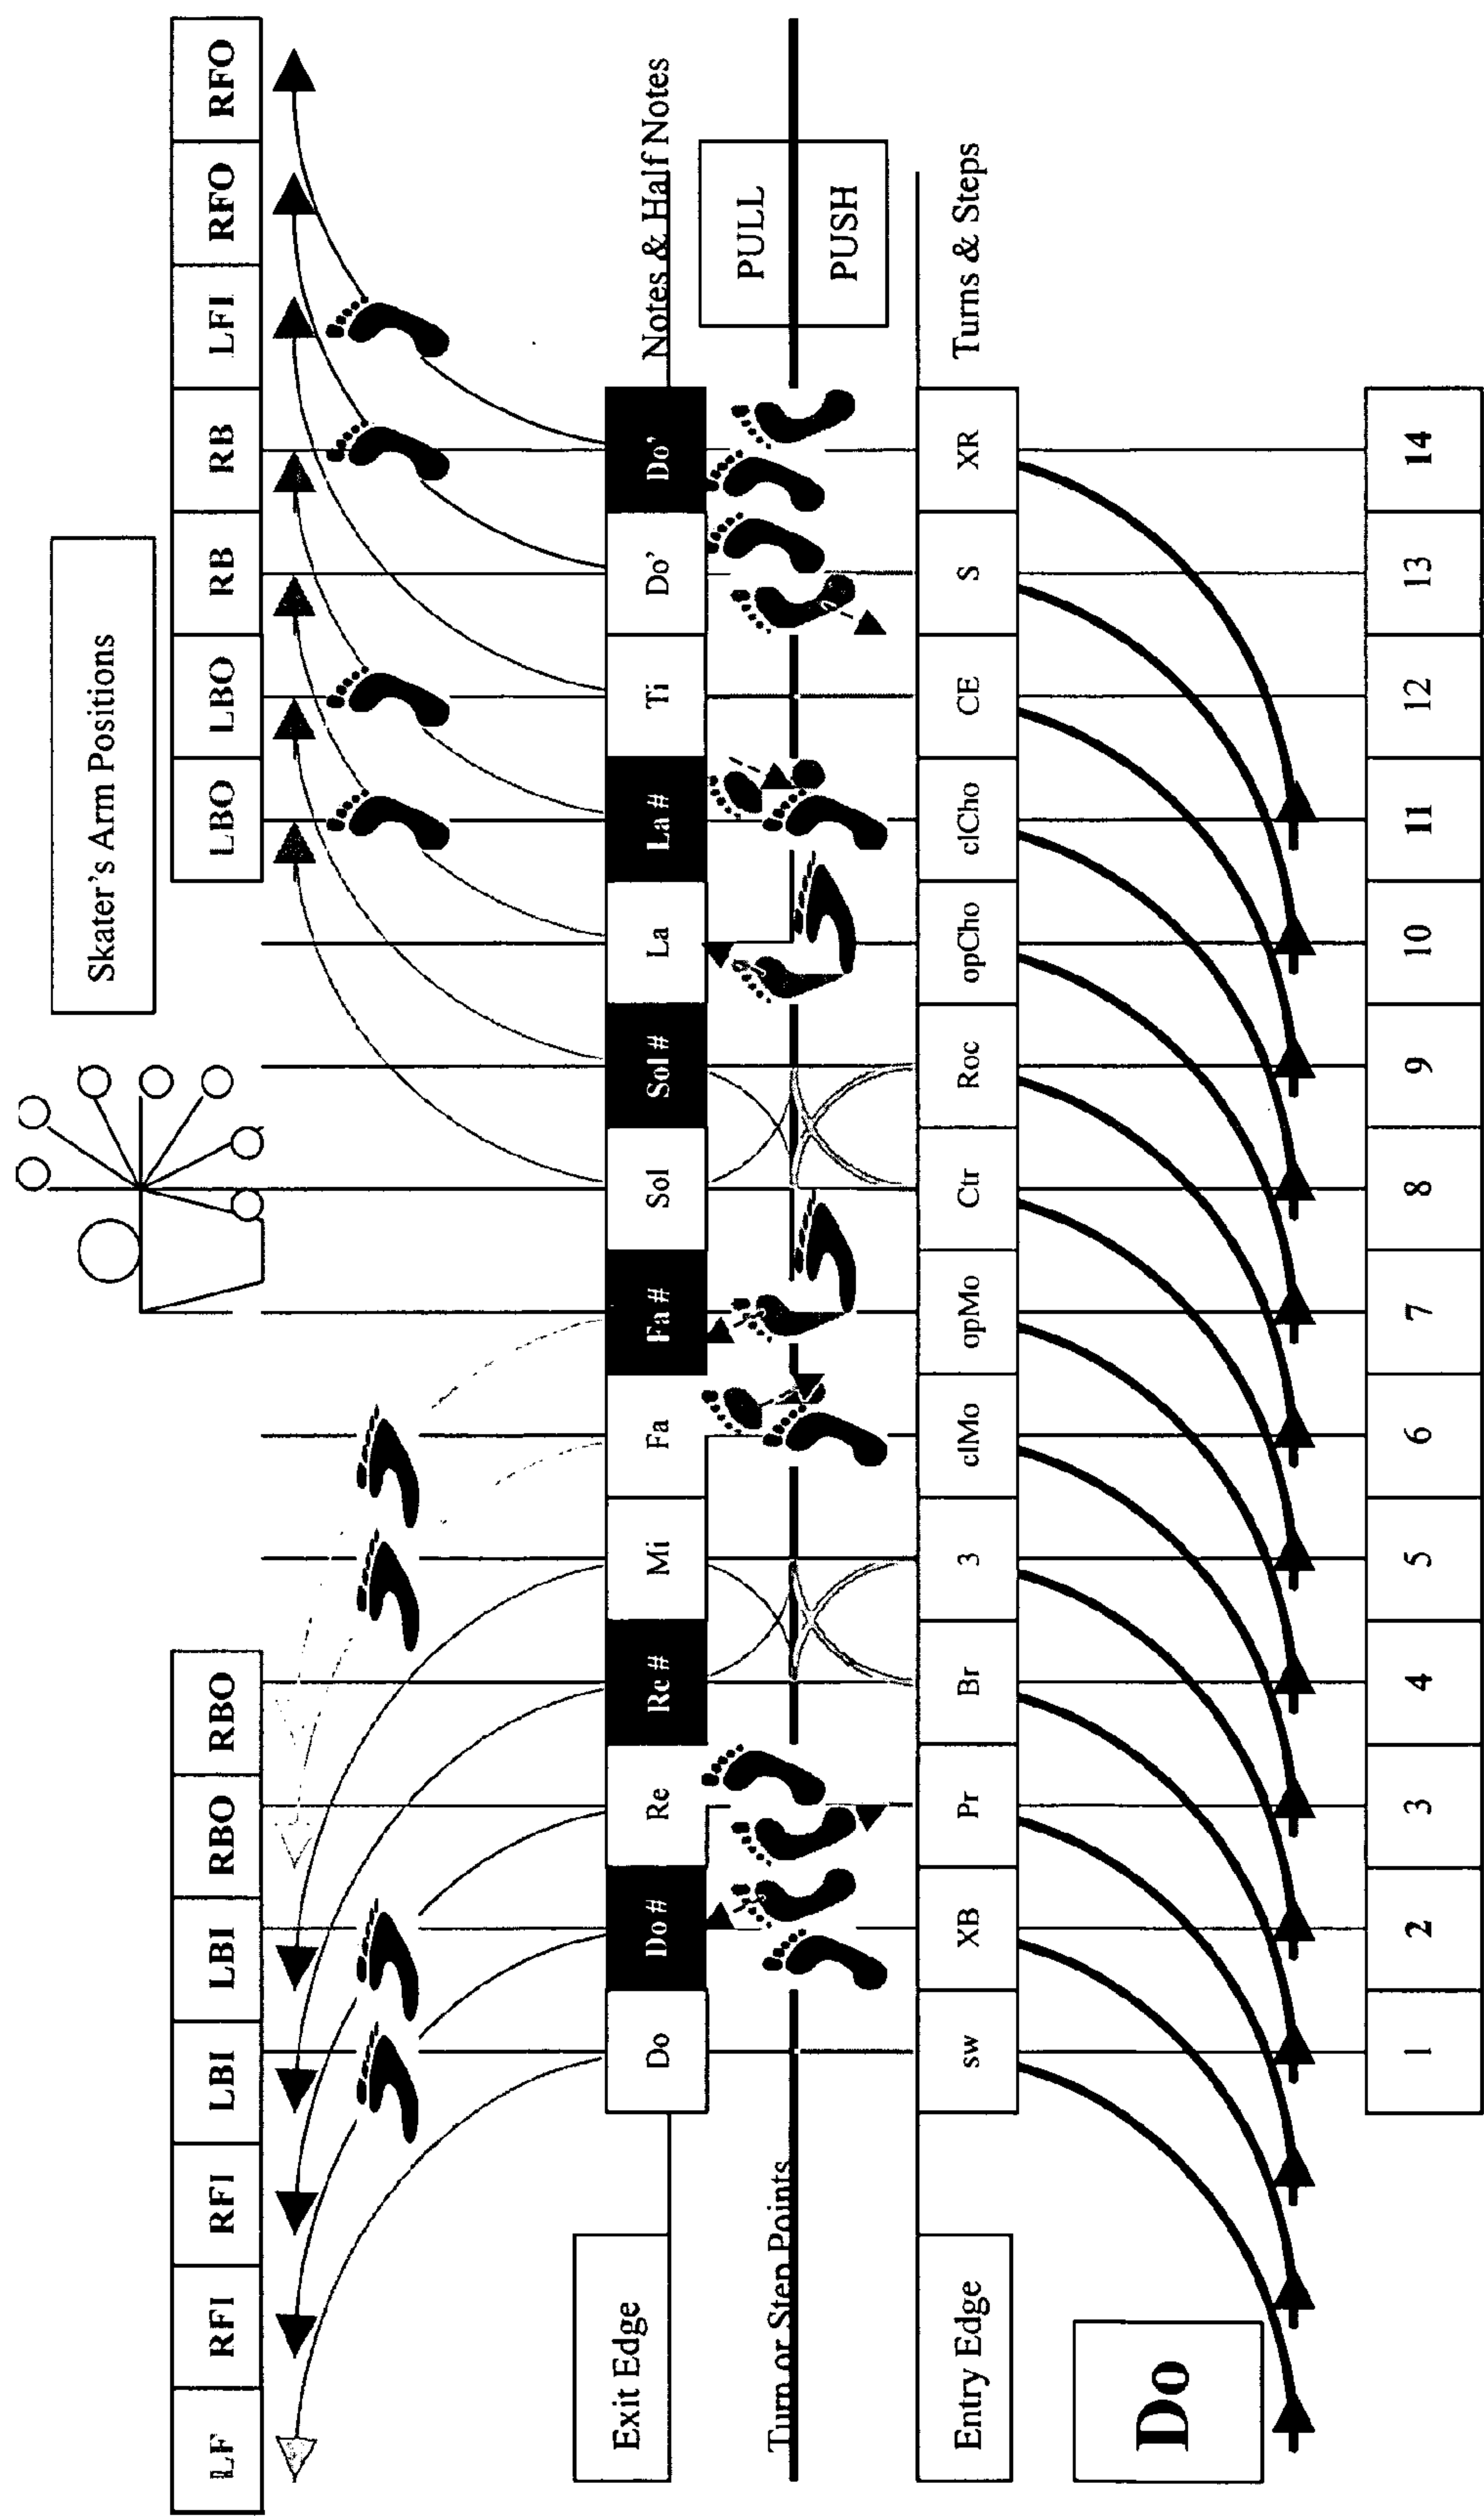 Skater's Arm Positions
LF RFI RFI LBI LBI RBO RBO LBO LBO RB RB LFI RFO RFO
Exit Edge
Notes & Half Notes
Do Do# Re Re# Mi Fa Fa# Sol Sol# La La# Ti Do' Do'
PULL
Turn or Step Points
PUSH
Entry Edge
Turns & Steps
sw XB Pr Br 3 clMo opMo Ctr Roc opCho clCho CE S XR
Do
1 2 3 4 5 6 7 8 9 10 11 12 13 14